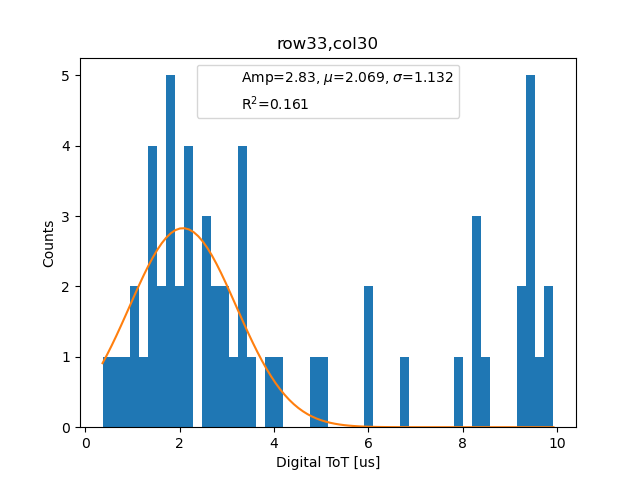 row33,col30
Amp=2.83, μ=2.069, σ=1.132
R²=0.161
Counts
5
4
3
2
1
0
0 2 4 6 8 10
Digital ToT [us]